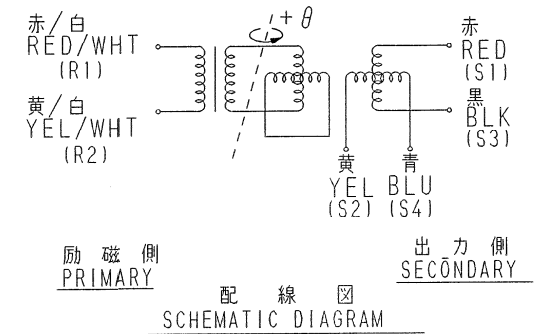 赤/白
RED/WHT
(R1)
黄/白
YEL/WHT
(R2)
+θ
赤
RED
(S1)
黒
BLK
(S3)
黄 青
YEL BLU
(S2) (S4)
励磁側
PRIMARY
出力側
SECŌNDARY
配線図
SCHEMATIC DIAGRAM